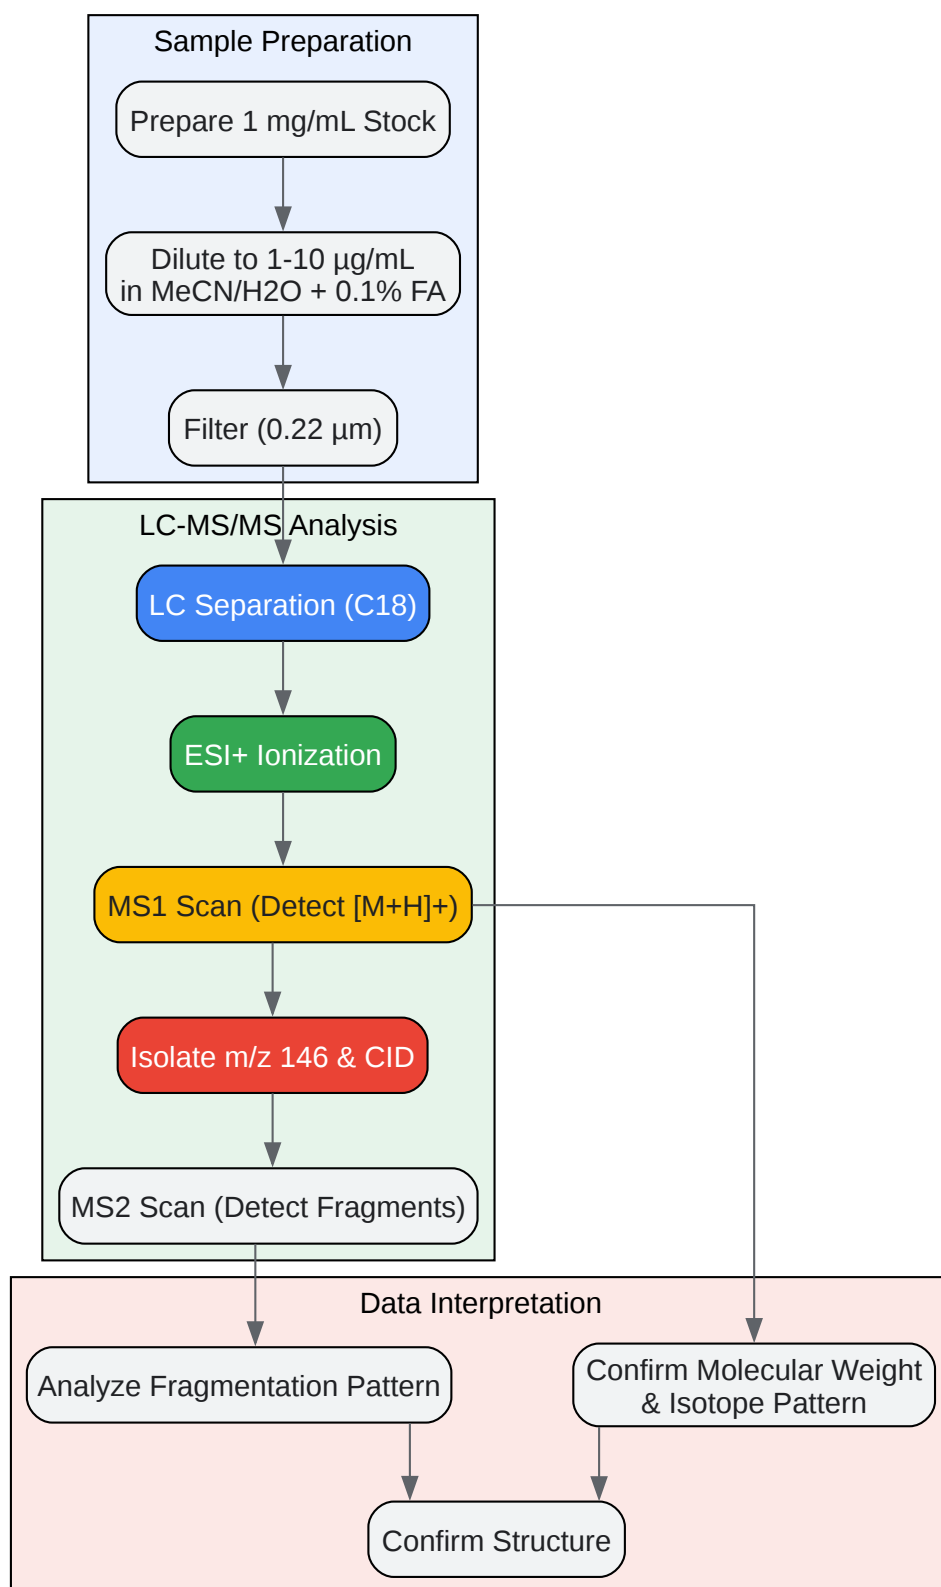 Sample Preparation
Prepare 1 mg/mL Stock
Dilute to 1-10 µg/mL
in MeCN/H2O + 0.1% FA
Filter (0.22 µm)
LC-MS/MS Analysis
LC Separation (C18)
ESI+ Ionization
MS1 Scan (Detect [M+H]+)
Isolate m/z 146 & CID
MS2 Scan (Detect Fragments)
Data Interpretation
Analyze Fragmentation Pattern
Confirm Molecular Weight
& Isotope Pattern
Confirm Structure